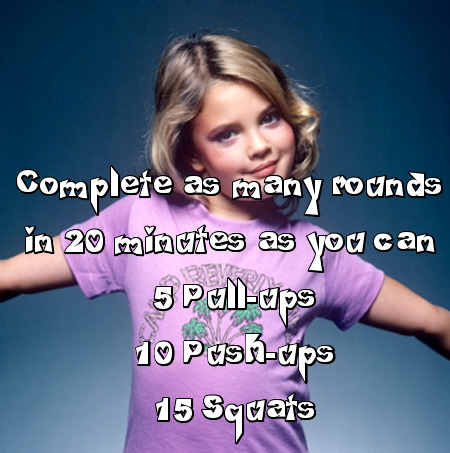 Complete as many rounds
in 20 minutes as you can
5 Pull-ups
10 Push-ups
15 Squats